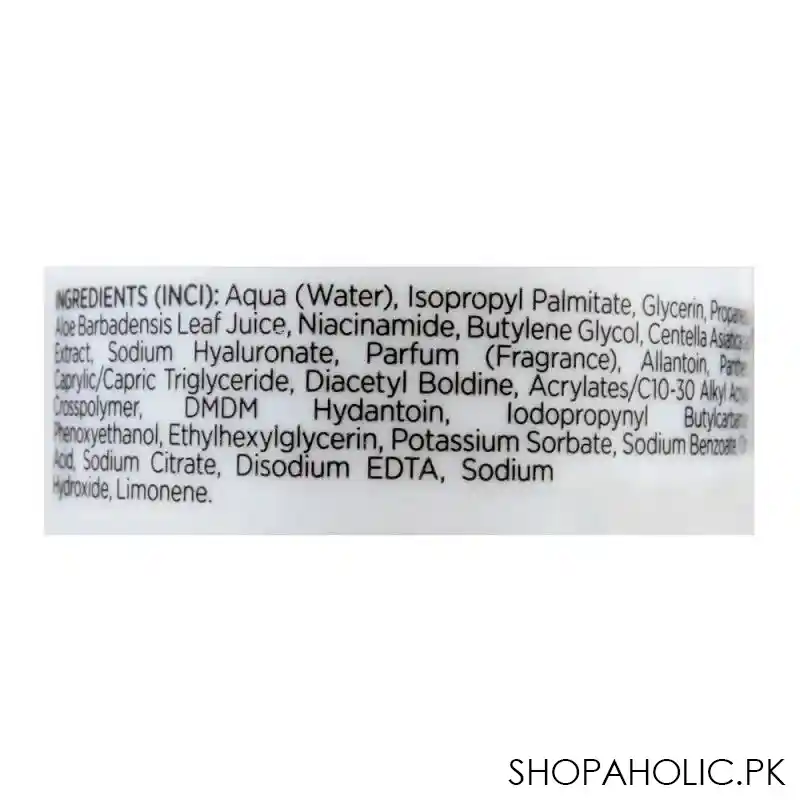 INGREDIENTS (INCI): Aqua (Water), Isopropyl Palmitate, Glycerin,
Aloe Barbadensis Leaf Juice, Niacinamide, Butylene Glycol, Centella Asiatica
Extract, Sodium Hyaluronate, Parfum (Fragrance), Allantoin,
Caprylic/Capric Triglyceride, Diacetyl Boldine, Acrylates/C10-30 Alkyl
Crosspolymer, DMDM Hydantoin, Iodopropynyl
Phenoxyethanol, Ethylhexylglycerin, Potassium Sorbate, Sodium Benzoate,
Acid, Sodium Citrate, Disodium EDTA, Sodium
Hydroxide, Limonene.
SHOPAHOLIC.PK